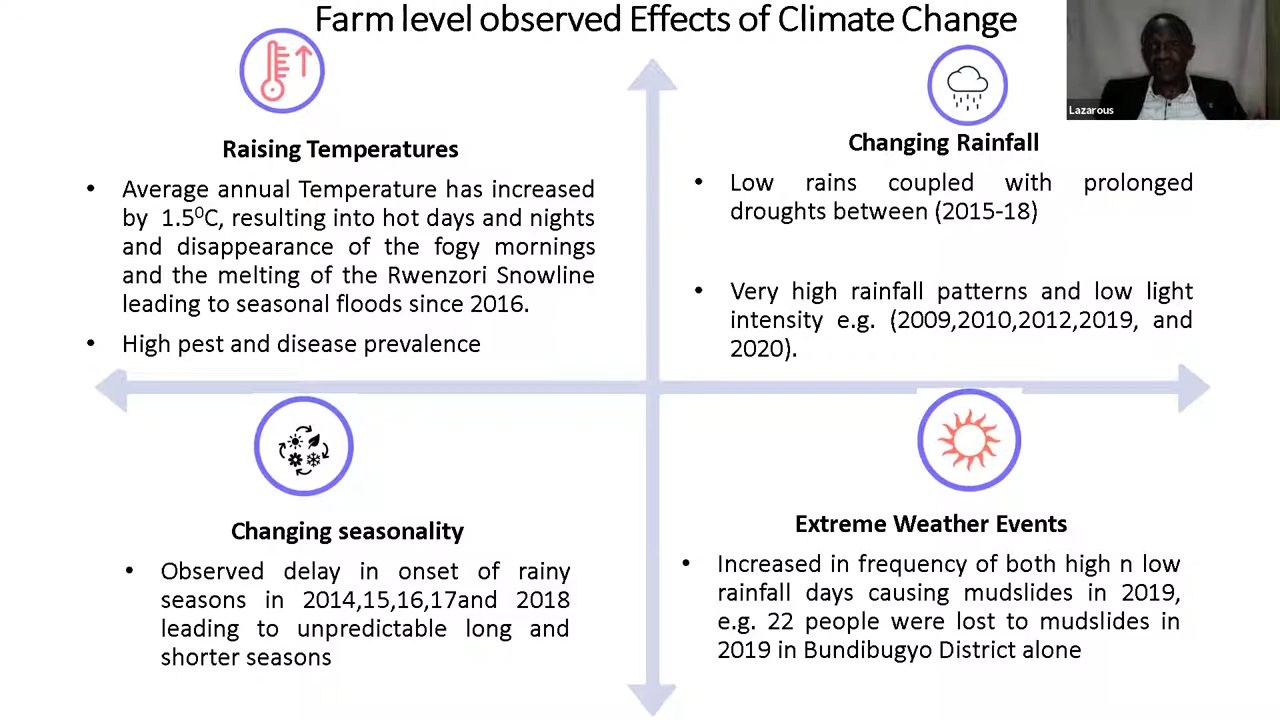 Farm level observed Effects of Climate Change
Lazarous
Raising Temperatures
• Average annual Temperature has increased
by 1.5⁰C, resulting into hot days and nights
and disappearance of the fogy mornings
and the melting of the Rwenzori Snowline
leading to seasonal floods since 2016.
• High pest and disease prevalence
Changing Rainfall
• Low rains coupled with prolonged
droughts between (2015-18)
• Very high rainfall patterns and low light
intensity e.g. (2009,2010,2012,2019, and
2020).
Changing seasonality
• Observed delay in onset of rainy
seasons in 2014,15,16,17and 2018
leading to unpredictable long and
shorter seasons
Extreme Weather Events
• Increased in frequency of both high n low
rainfall days causing mudslides in 2019,
e.g. 22 people were lost to mudslides in
2019 in Bundibugyo District alone